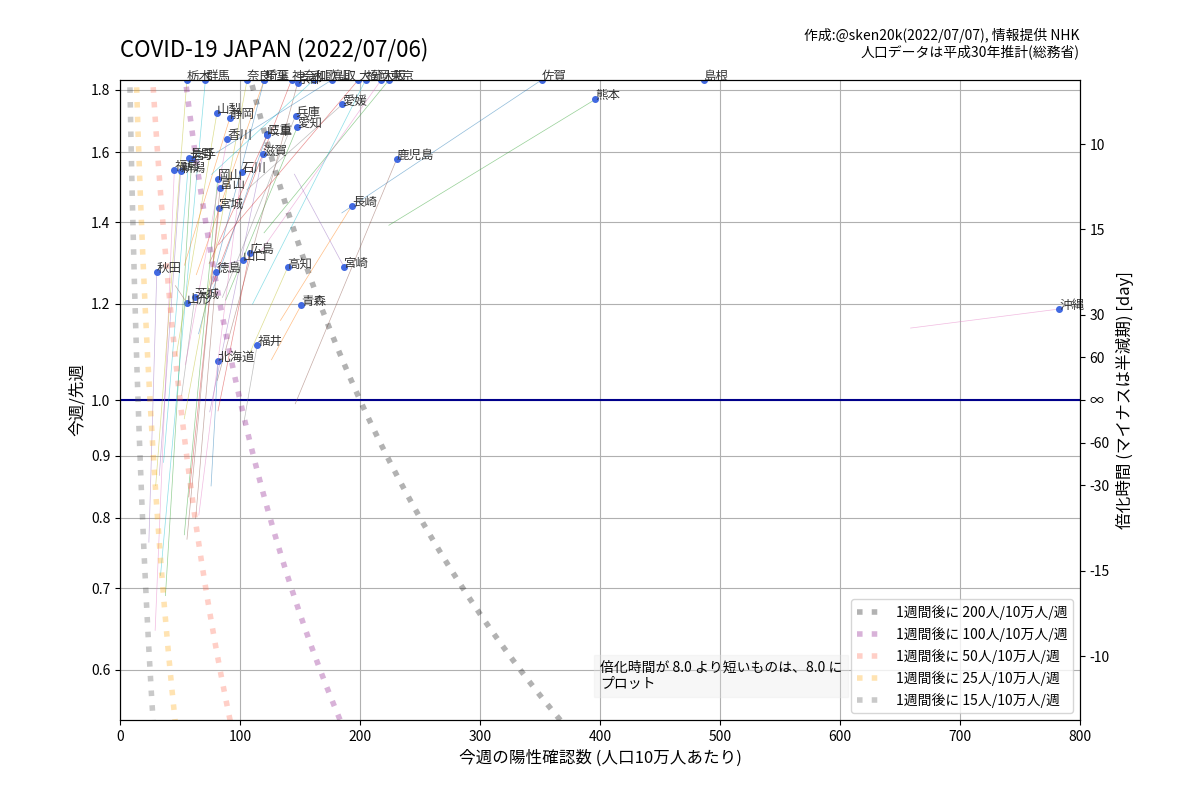 作成:@sken20k(2022/07/07), 情報提供 NHK
人口データは平成30年推計(総務省)
COVID-19 JAPAN (2022/07/06)
栃木
群馬
佐賀
島根
熊本
愛媛
山梨
静岡
兵庫
愛知
香川
滋賀
鹿児島
石川
岡山
富山
宮城
長崎
広島
山口
秋田
徳島
高知
宮崎
茨城
山形
青森
沖縄
福井
北海道
1.8
1.6
1.4
1.2
1.0
0.9
0.8
0.7
0.6
今週/先週
10
15
30
60
∞
-60
-30
-15
-10
倍化時間 (マイナスは半減期) [day]
倍化時間が 8.0 より短いものは、8.0 に
プロット
1週間後に 200人/10万人/週
1週間後に 100人/10万人/週
1週間後に 50人/10万人/週
1週間後に 25人/10万人/週
1週間後に 15人/10万人/週
0 100 200 300 400 500 600 700 800
今週の陽性確認数 (人口10万人あたり)